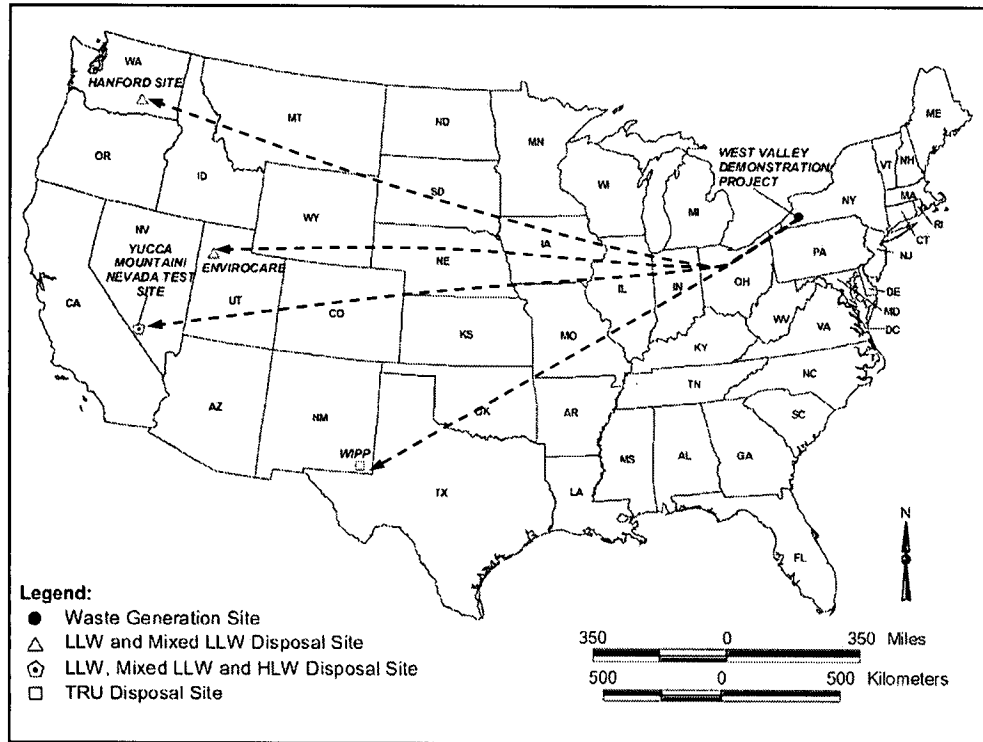 WA
HANFORD SITE
MT
ND
MN
ME
OR
ID
SD
WI
MI
WEST VALLEY
DEMONSTRATION
PROJECT
VT
NH
NY
MA
RI
CT
WY
IA
PA
NJ
NV
YUCCA
MOUNTAIN/
NEVADA TEST
SITE
ENVIROCARE
NE
IL
IN
OH
DE
MD
DC
CA
UT
CO
KS
MO
WV
VA
KY
NC
TN
AZ
NM
OK
AR
SC
WIPP
MS
AL
GA
TX
LA
FL
N
Legend:
Waste Generation Site
LLW and Mixed LLW Disposal Site
LLW, Mixed LLW and HLW Disposal Site
TRU Disposal Site
350 0 350 Miles
500 0 500 Kilometers